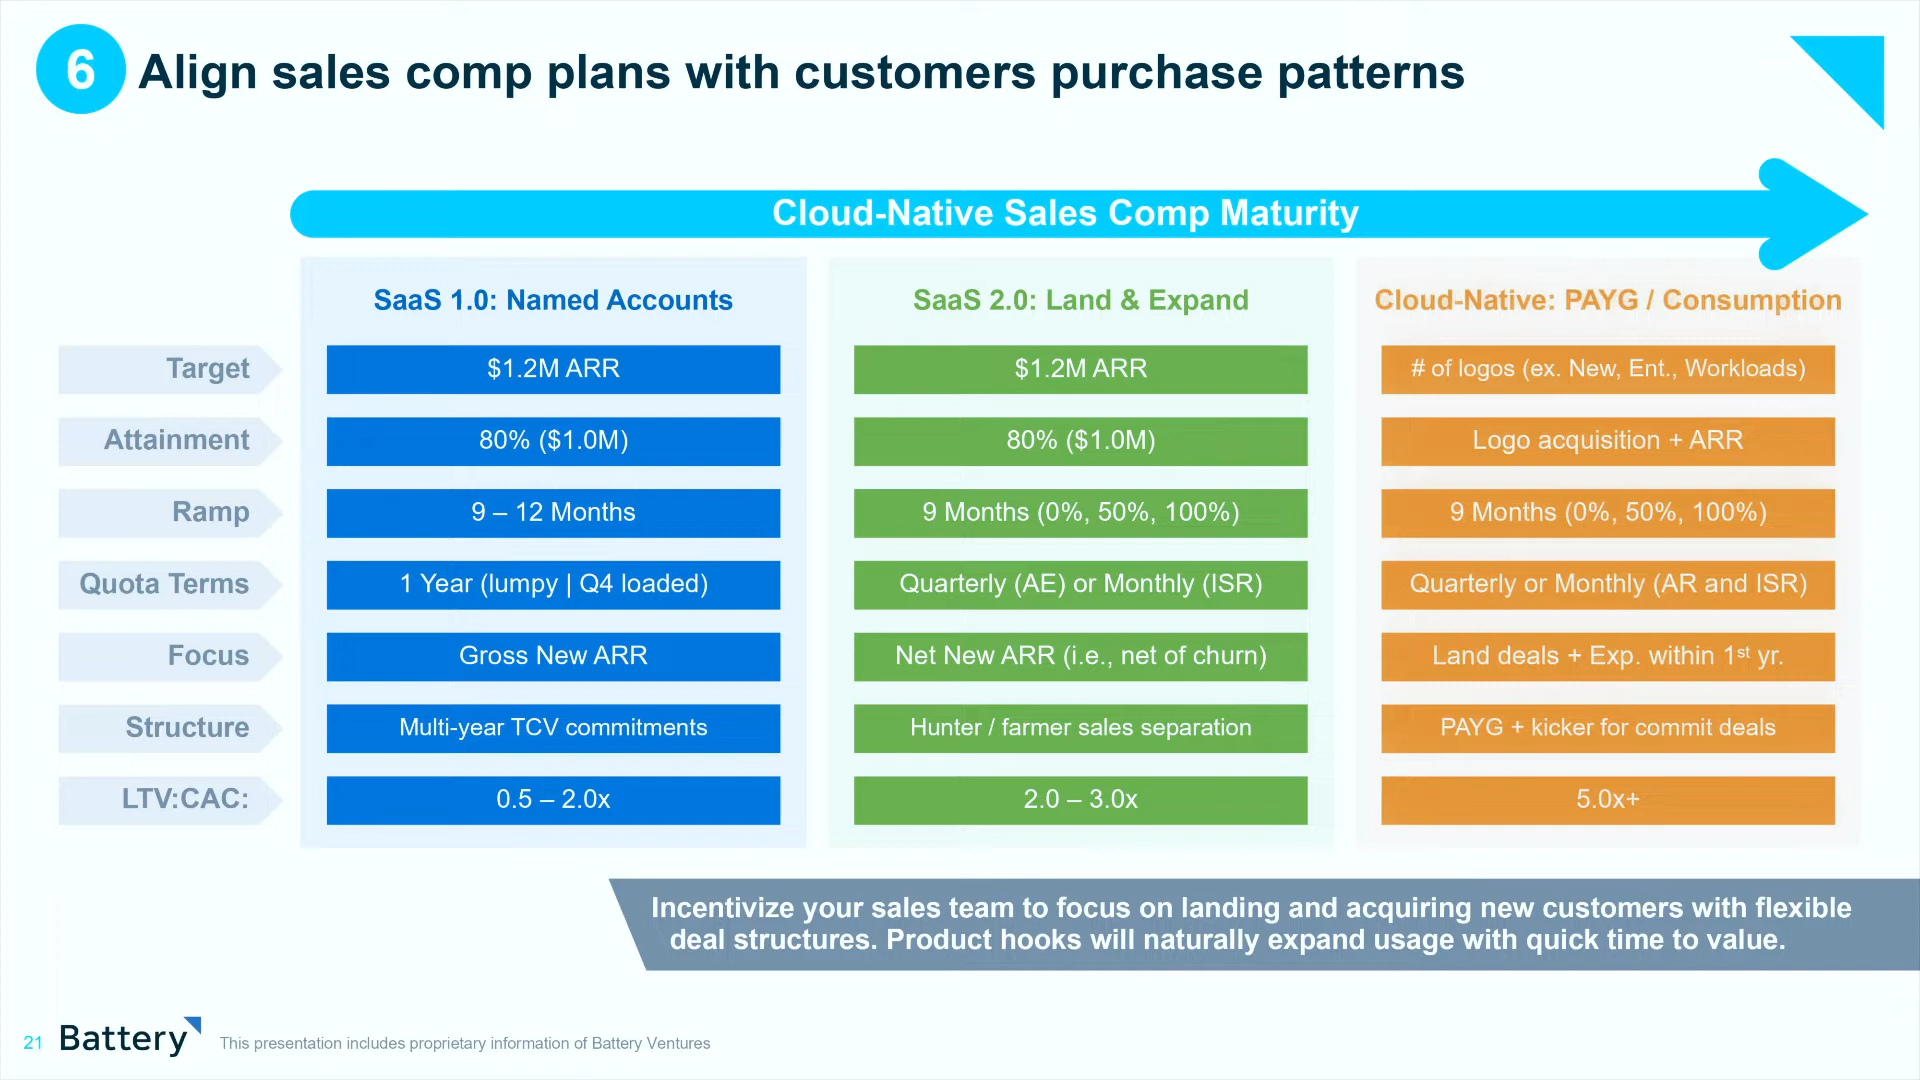 6
Align sales comp plans with customers purchase patterns
Cloud-Native Sales Comp Maturity
SaaS 1.0: Named Accounts
SaaS 2.0: Land & Expand
Cloud-Native: PAYG / Consumption
Target
$1.2M ARR
$1.2M ARR
# of logos (ex. New, Ent., Workloads)
Attainment
80% ($1.0M)
80% ($1.0M)
Logo acquisition + ARR
Ramp
9 – 12 Months
9 Months (0%, 50%, 100%)
9 Months (0%, 50%, 100%)
Quota Terms
1 Year (lumpy | Q4 loaded)
Quarterly (AE) or Monthly (ISR)
Quarterly or Monthly (AR and ISR)
Focus
Gross New ARR
Net New ARR (i.e., net of churn)
Land deals + Exp. within 1st yr.
Structure
Multi-year TCV commitments
Hunter / farmer sales separation
PAYG + kicker for commit deals
LTV:CAC:
0.5 – 2.0x
2.0 – 3.0x
5.0x+
Incentivize your sales team to focus on landing and acquiring new customers with flexible
deal structures. Product hooks will naturally expand usage with quick time to value.
21
Battery
This presentation includes proprietary information of Battery Ventures